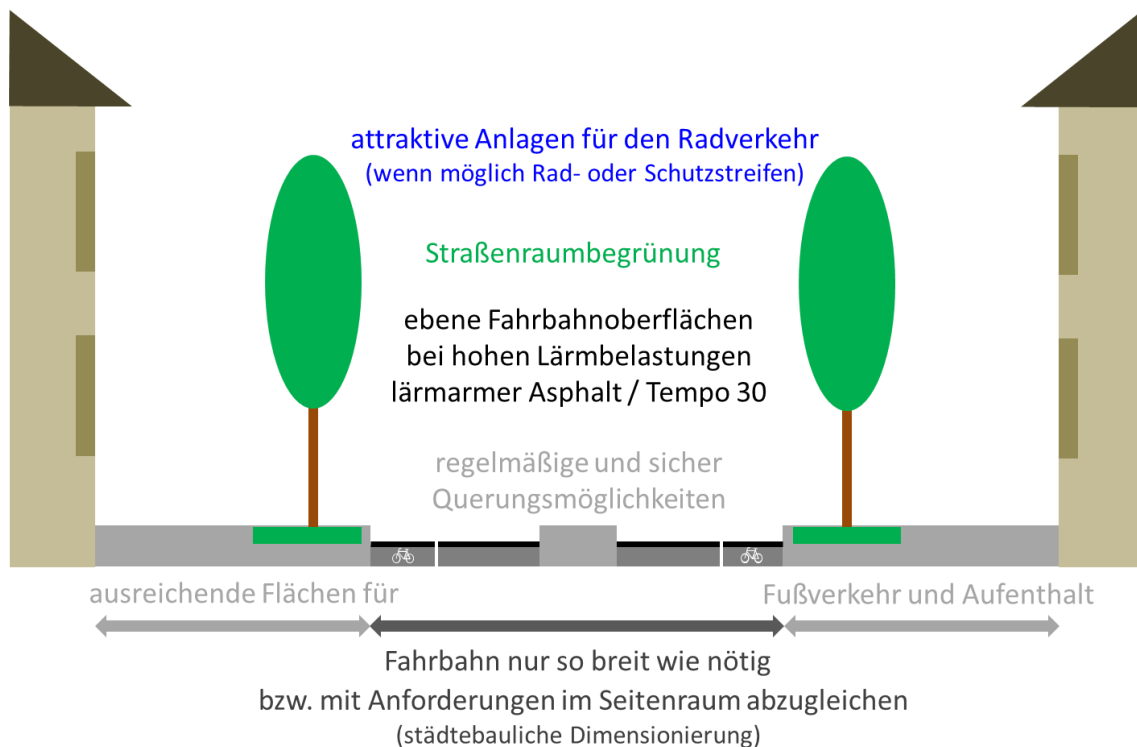 attraktive Anlagen für den Radverkehr
(wenn möglich Rad- oder Schutzstreifen)
Straßenraumbegrünung
ebene Fahrbahnoberflächen
bei hohen Lärmbelastungen
lärmarmer Asphalt / Tempo 30
regelmäßige und sicher
Querungsmöglichkeiten
ausreichende Flächen für
Fußverkehr und Aufenthalt
Fahrbahn nur so breit wie nötig
bzw. mit Anforderungen im Seitenraum abzugleichen
(städtebauliche Dimensionierung)